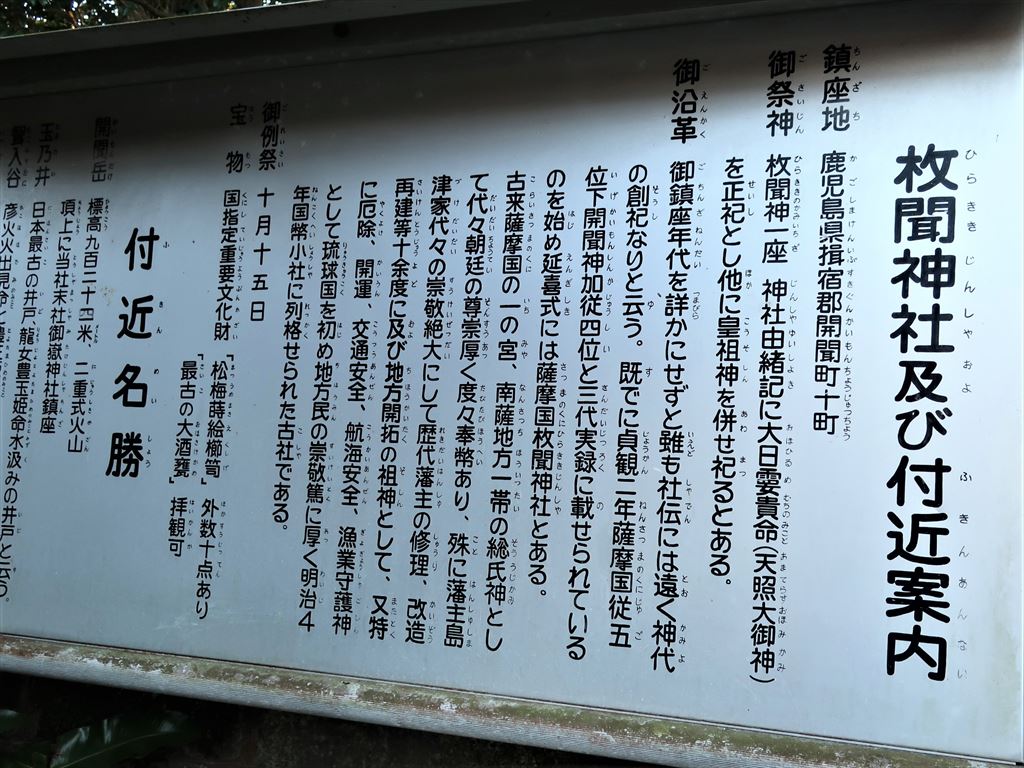 枚聞神社及び付近案内
鎮座地 鹿児島県揖宿郡開聞町十町
御祭神 枚聞神一座 神社由緒記に大日孁貴命(天照大御神)
を正祀とし他に皇祖神を併せ祀るとある。
御沿革 御鎮座年代を詳かにせずと雖も社伝には遠く神代
の創祀なりと云う。既でに貞観二年薩摩国従五
位下開聞神加従四位と三代実録に載せられている
のを始め延喜式には薩摩国枚聞神社とある。
古来薩摩国の一の宮、南薩地方一帯の総氏神とし
て代々朝廷の尊崇厚く度々奉幣あり、殊に藩主島
津家代々の崇敬絶大にして歴代藩主の修理、改造
再建等十余度に及び地方開拓の祖神として、又特
に厄除、開運、交通安全、航海安全、漁業守護神
として琉球国を初め地方民の崇敬篤に厚く明治4
年国幣小社に列格せられた古社である。
御例祭 十月十五日
宝物 国指定重要文化財 「松梅蒔絵櫛笥」 外数十点あり
「最古の大酒甕」 拝観可
付近名勝
開聞岳 標高九百二十四米 二重式火山
頂上に当社末社御嶽神社鎮座
玉乃井 日本最古の井戸 龍女豊玉姫命水汲みの井戸と云う。
聟入谷 彦火火出見命と豊玉